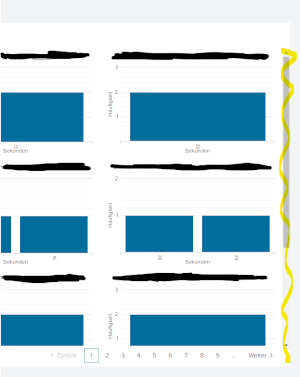 3
2
1
Häufigkeit
Sekunden
Sekunden
2
1
Häufigkeit
Sekunden
Sekunden
3
2
1
Häufigkeit
< Zurück 1 2 3 4 5 6 7 8 9 ... Weiter >